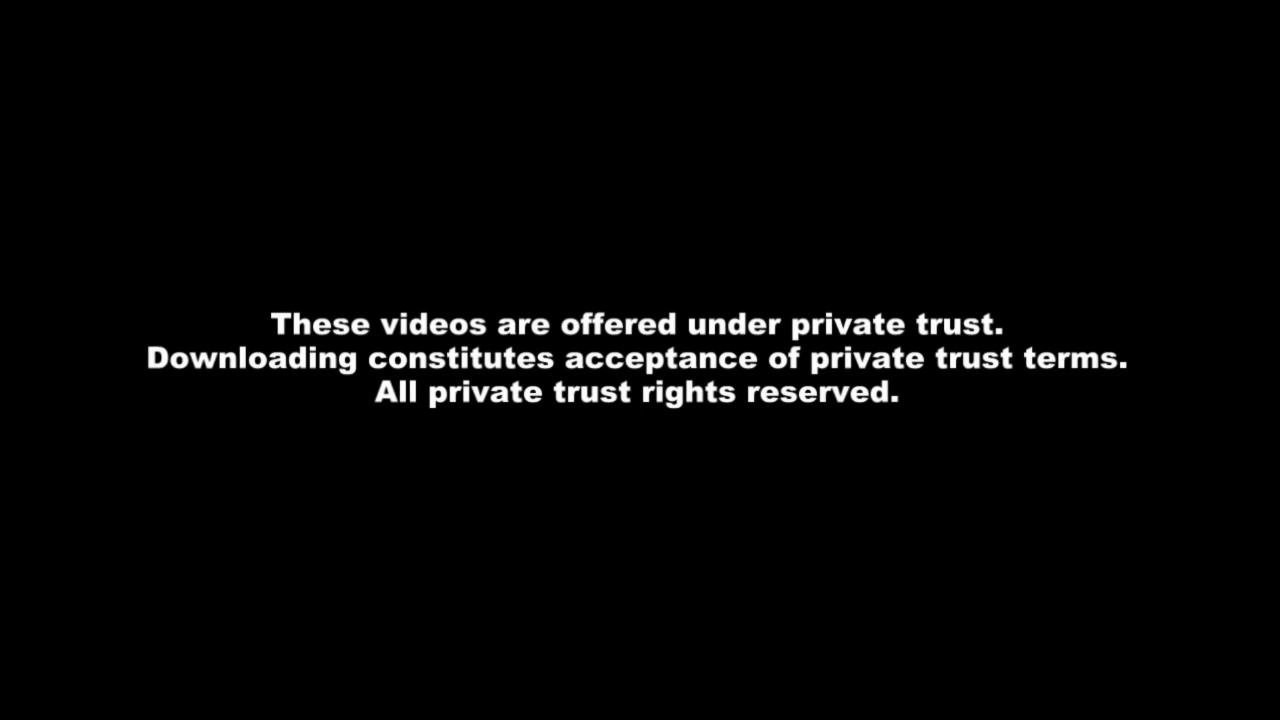 These videos are offered under private trust.
Downloading constitutes acceptance of private trust terms.
All private trust rights reserved.